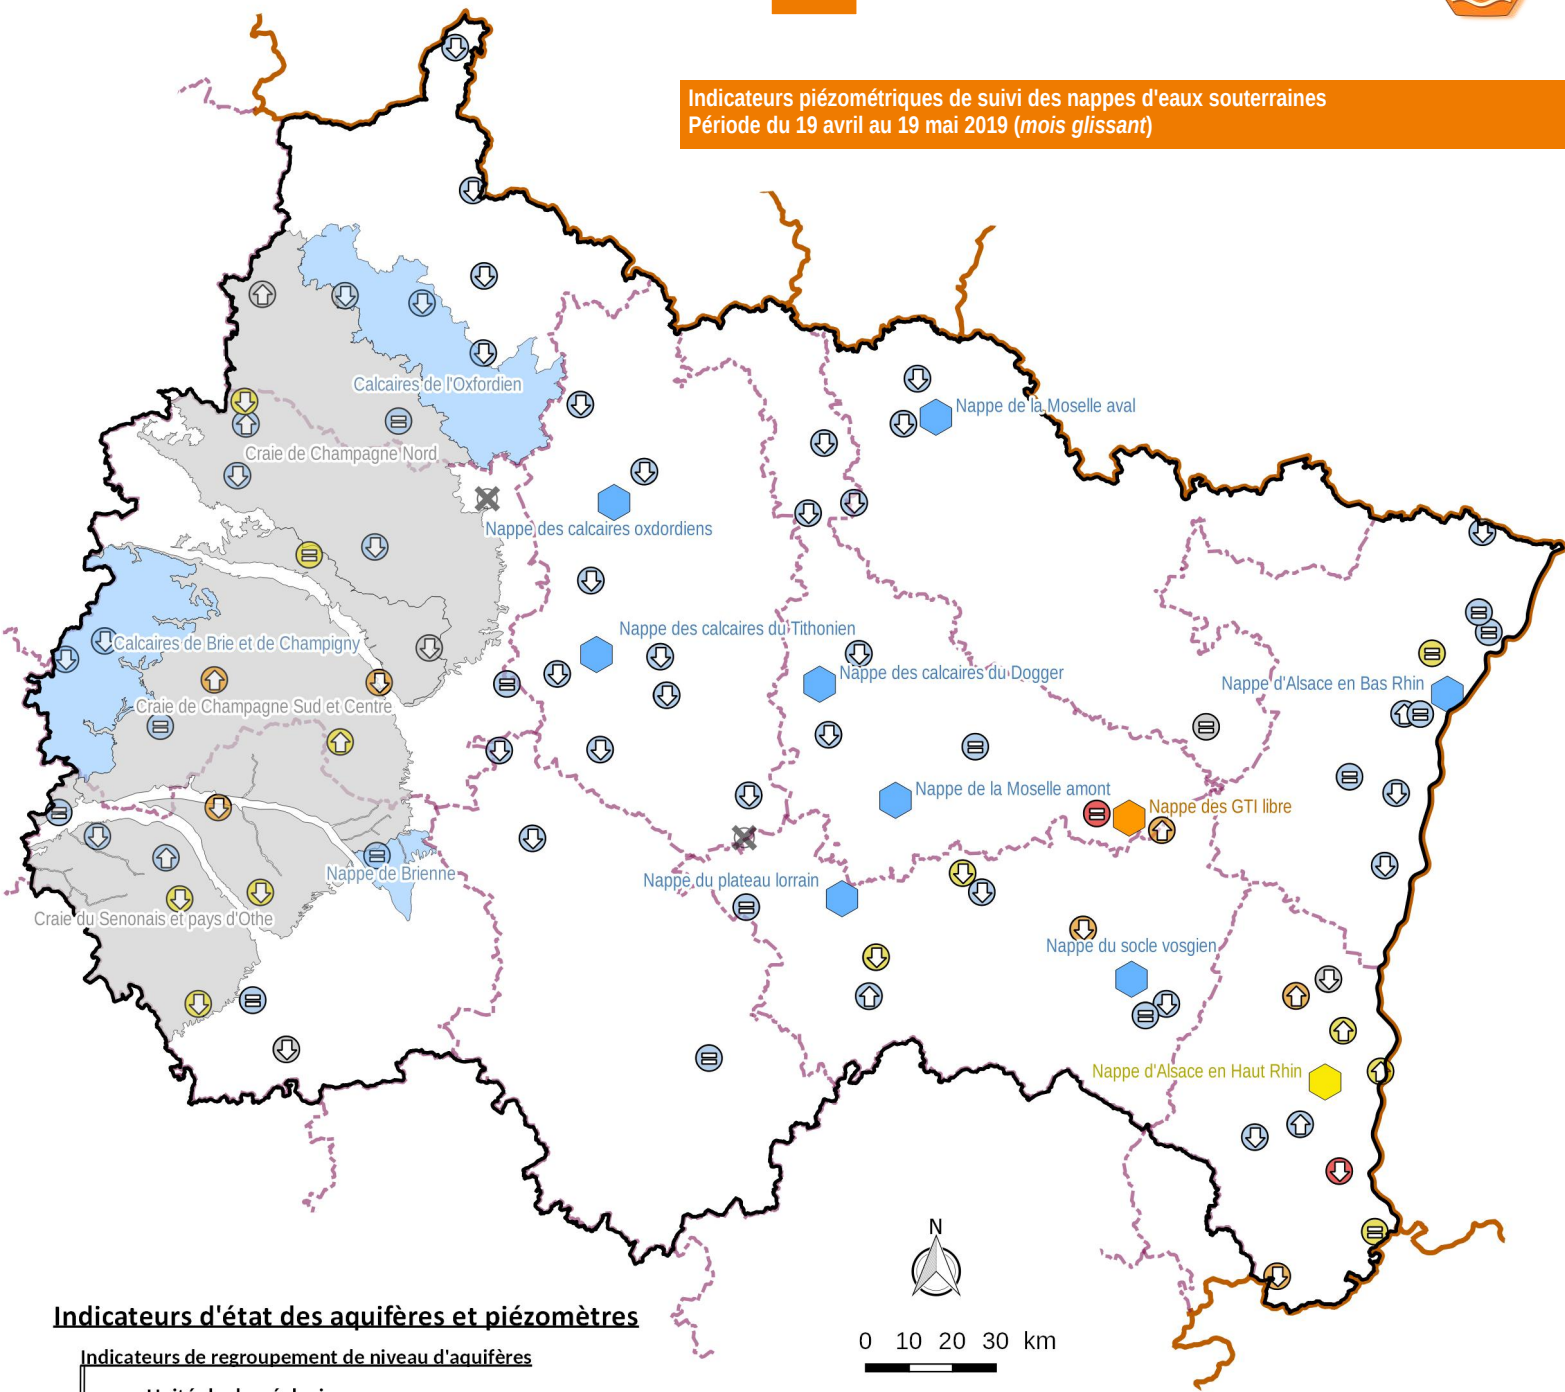 Indicateurs piézométriques de suivi des nappes d'eaux souterraines
Période du 19 avril au 19 mai 2019 (mois glissant)
Calcaires de l'Oxfordien
Nappe de la Moselle aval
Craie de Champagne Nord
Nappe des calcaires oxdordiens
Nappe des calcaires du Tithonien
Calcaires de Brie et de Champigny
Nappe des calcaires du Dogger
Nappe d'Alsace en Bas Rhin
Craie de Champagne Sud et Centre
Nappe de la Moselle amont
Nappe des GTI libre
Nappe de Brienne
Nappe du plateau lorrain
Craie du Senonais et pays d'Othe
Nappe du socle vosgien
Nappe d'Alsace en Haut Rhin
N
0 10 20 30 km
Indicateurs d'état des aquifères et piézomètres
Indicateurs de regroupement de niveau d'aquifères